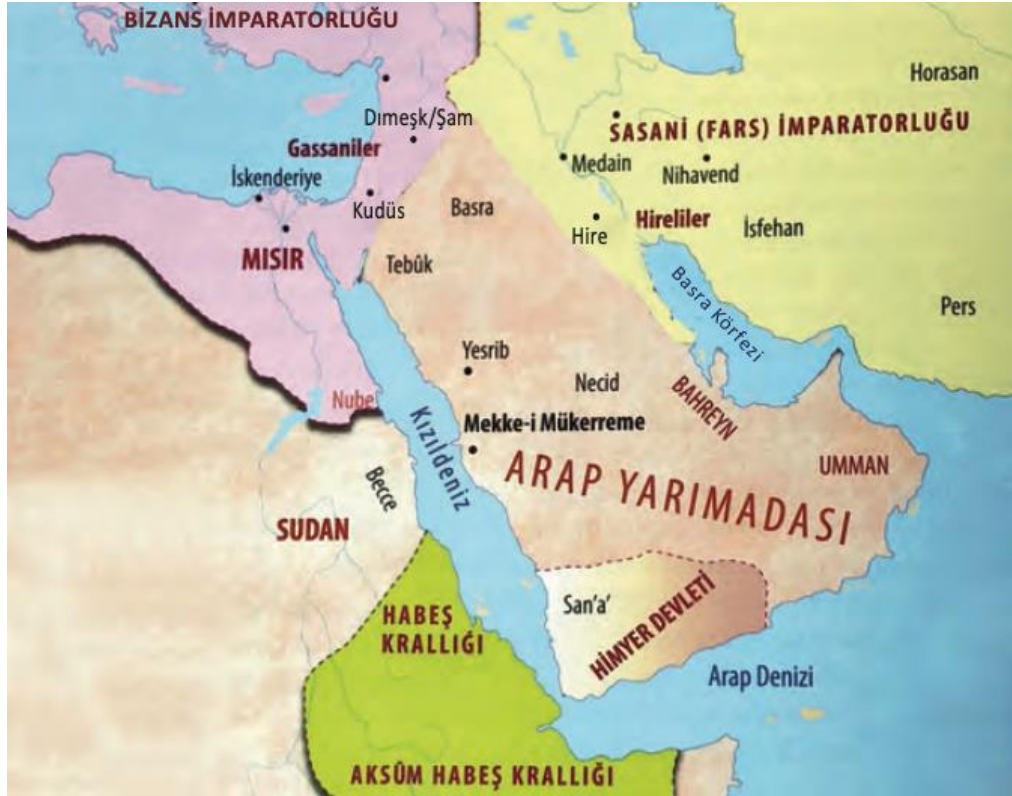 BİZANS İMPARATORLUĞU
Horasan
Dımeşk/Şam
SASANİ (FARS) İMPARATORLUĞU
Gassaniler
Medain
Nihavend
İskenderiye
Kudüs
Basra
Hire
Hireliler
İsfehan
MISIR
Tebûk
Basra Körfezi
Pers
Yesrib
Necid
BAHREYN
Nube
Kızıldeniz
Mekke-i Mükerreme
ARAP YARIMADASI
UMMAN
Becce
SUDAN
San'a'
HİMYER DEVLETİ
HABEŞ
KRALLIĞI
Arap Denizi
AKSÛM HABEŞ KRALLIĞI